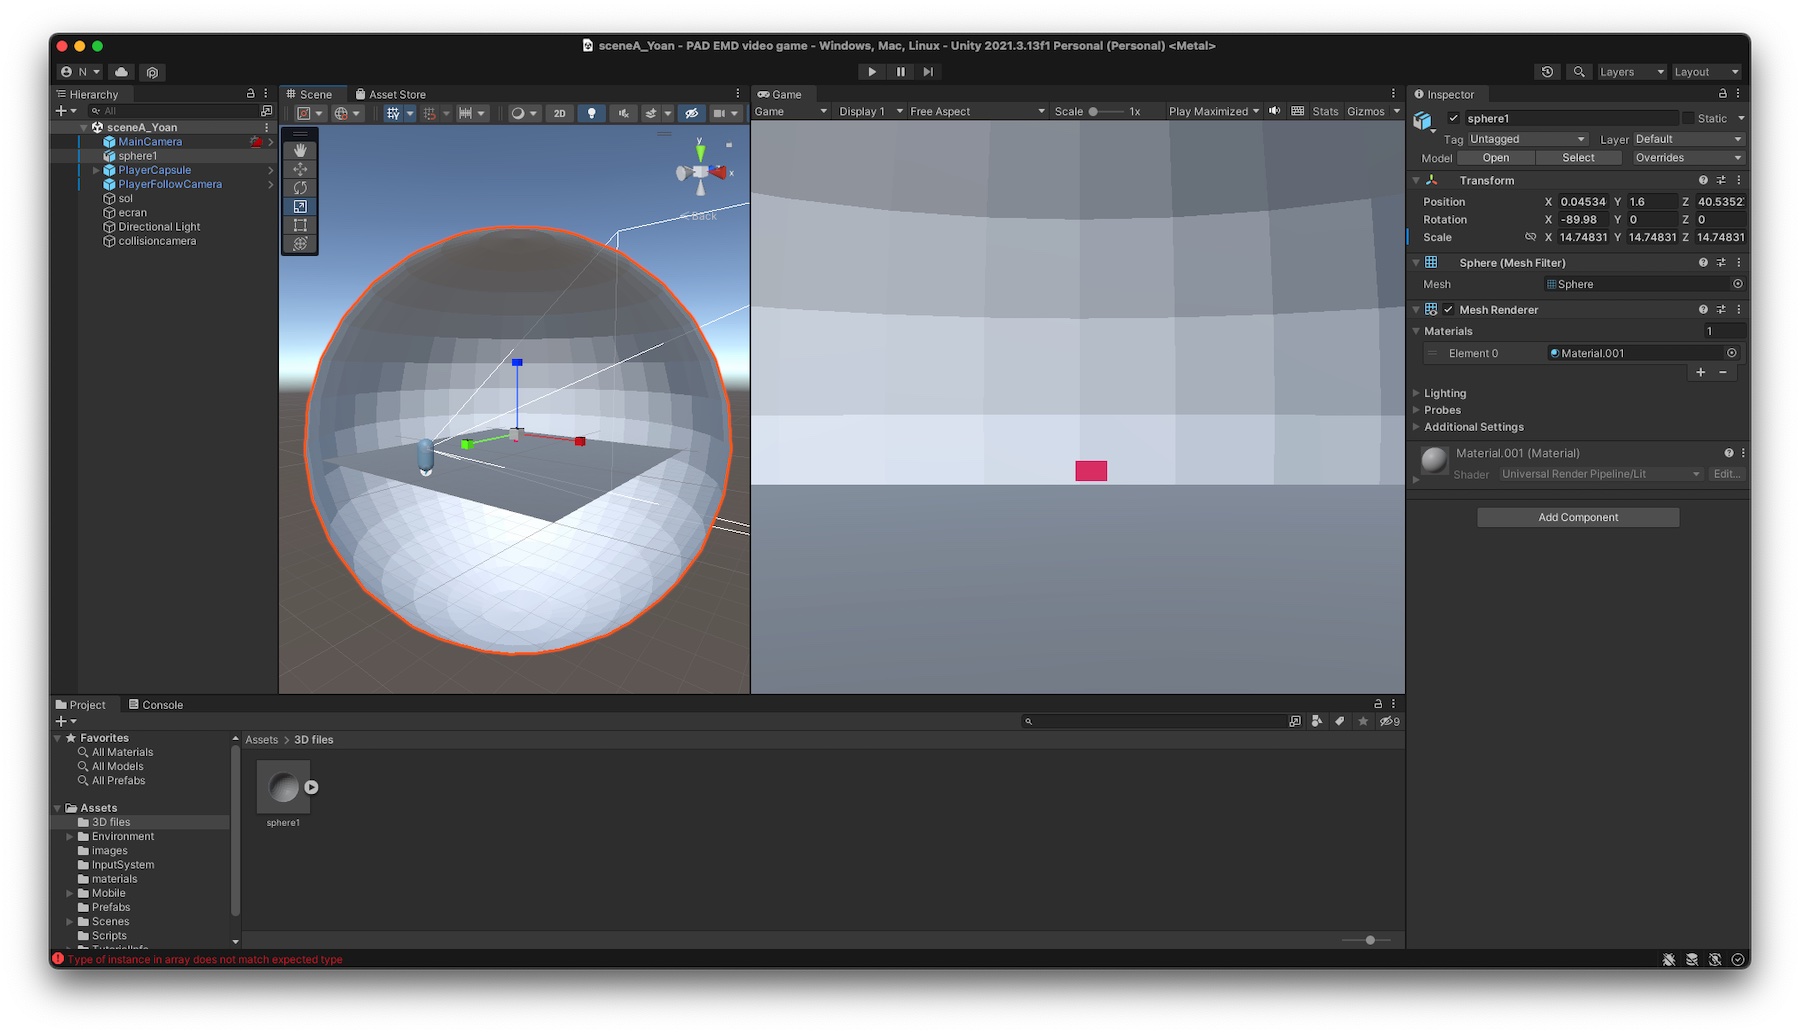 sceneA_Yoan - PAD EMD video game - Windows, Mac, Linux - Unity 2021.3.13f1 Personal (Personal) <Metal>
N
Layers
Layout
Hierarchy
All
sceneA_Yoan
MainCamera
sphere1
PlayerCapsule
PlayerFollowCamera
sol
ecran
Directional Light
collisioncamera
Scene
Asset Store
2D
y
x
Back
Game
Game
Display 1
Free Aspect
Scale
1x
Play Maximized
Stats
Gizmos
Inspector
sphere1
Static
Tag
Untagged
Layer
Default
Model
Open
Select
Overrides
Transform
Position
X
0.04534
Y
1.6
Z
40.5352
Rotation
X
-89.98
Y
0
Z
0
Scale
X
14.74831
Y
14.74831
Z
14.74831
Sphere (Mesh Filter)
Mesh
Sphere
Mesh Renderer
Materials
1
Element 0
Material.001
Lighting
Probes
Additional Settings
Material.001 (Material)
Shader
Universal Render Pipeline/Lit
Edit...
Add Component
Project
Console
9
Favorites
All Materials
All Models
All Prefabs
Assets
3D files
Environment
images
InputSystem
materials
Mobile
Prefabs
Scenes
Scripts
TutorialInfo
Assets > 3D files
sphere1
Type of instance in array does not match expected type